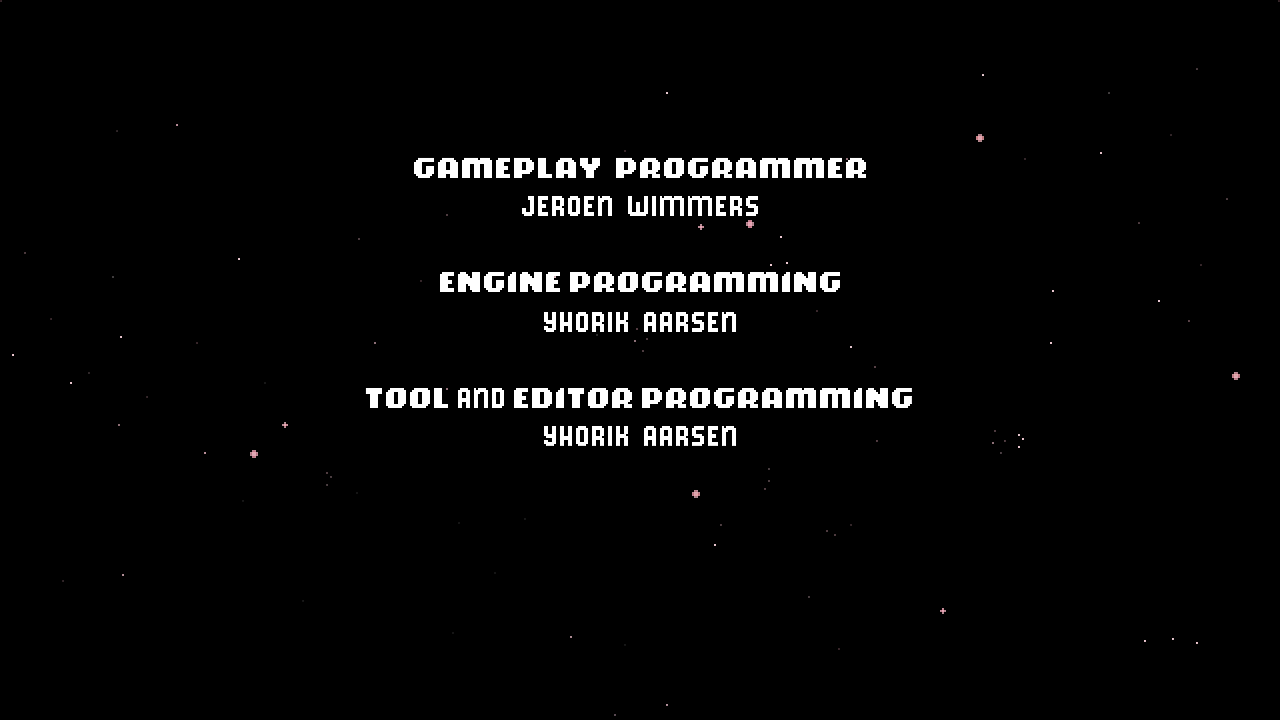 GAMEPLAY PROGRAMMER
JEROEN WIMMERS
ENGINE PROGRAMMING
YHORIK AARSEN
TOOL AND EDITOR PROGRAMMING
YHORIK AARSEN